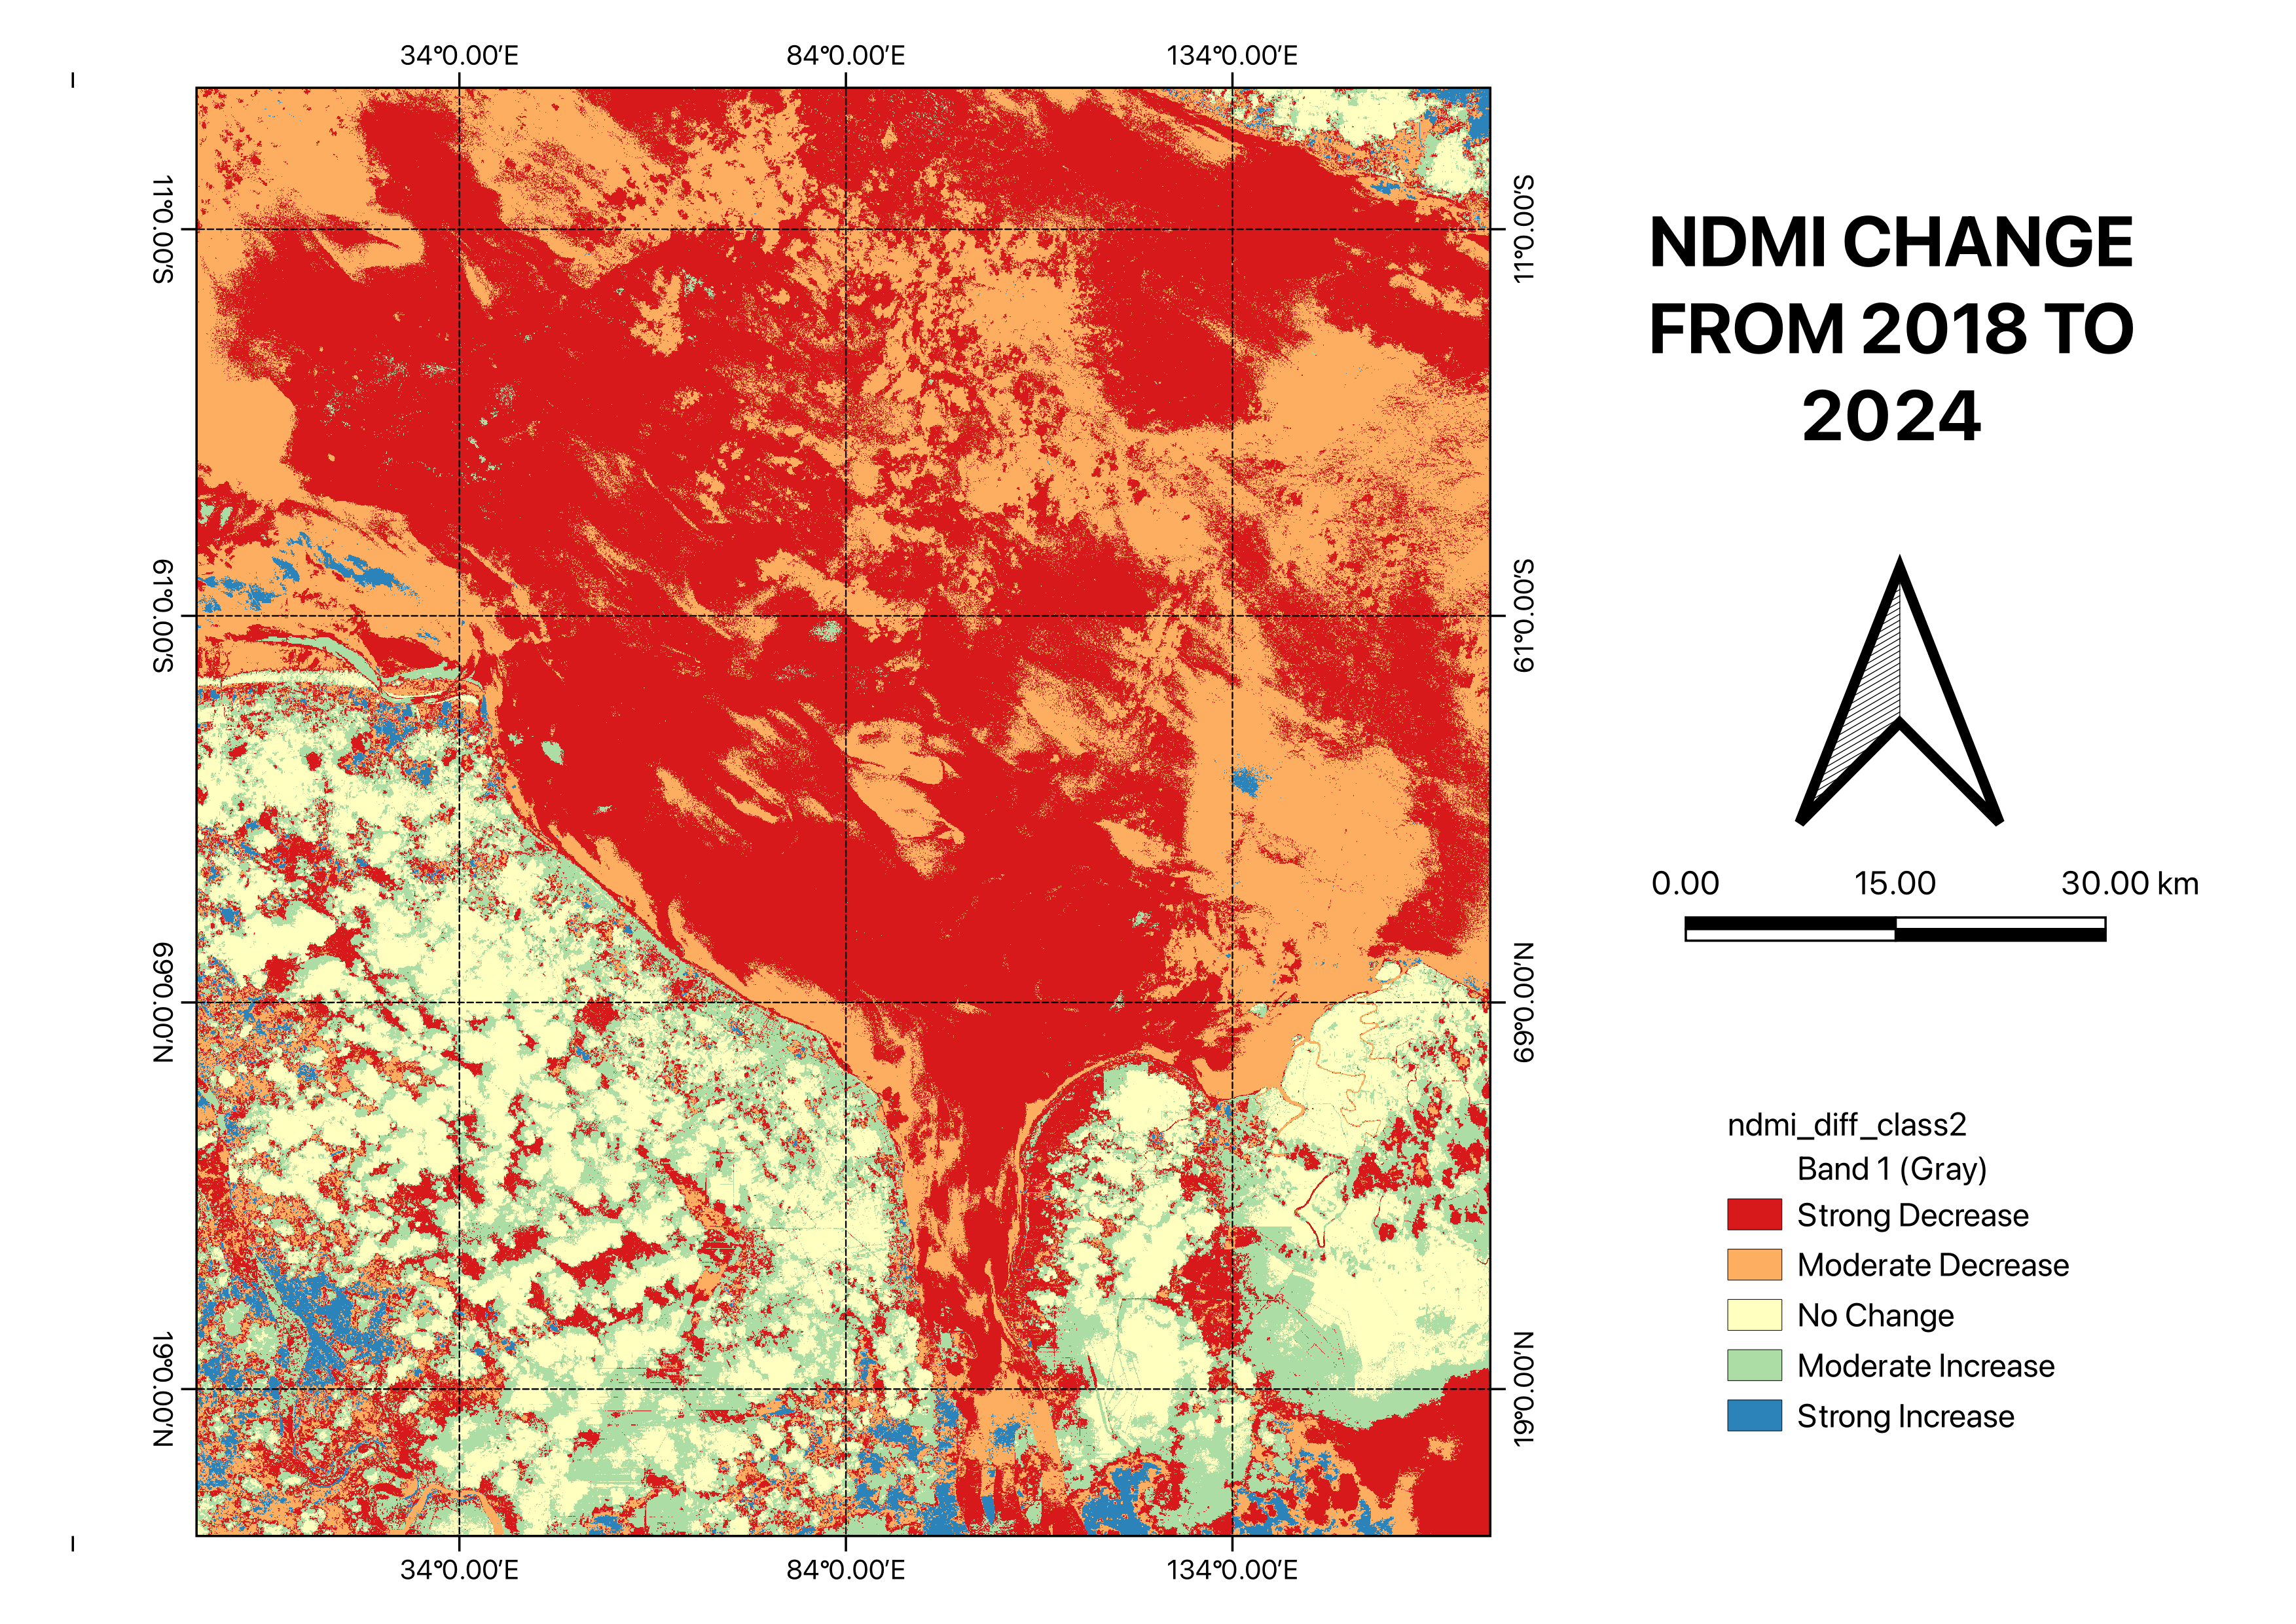 34°0.00'E 84°0.00'E 134°0.00'E
11°0.00'S
11°0.00'S
61°0.00'S
61°0.00'S
69°0.00'N
69°0.00'N
19°0.00'N
19°0.00'N
34°0.00'E 84°0.00'E 134°0.00'E
NDMI CHANGE
FROM 2018 TO
2024
0.00 15.00 30.00 km
ndmi_diff_class2
Band 1 (Gray)
Strong Decrease
Moderate Decrease
No Change
Moderate Increase
Strong Increase